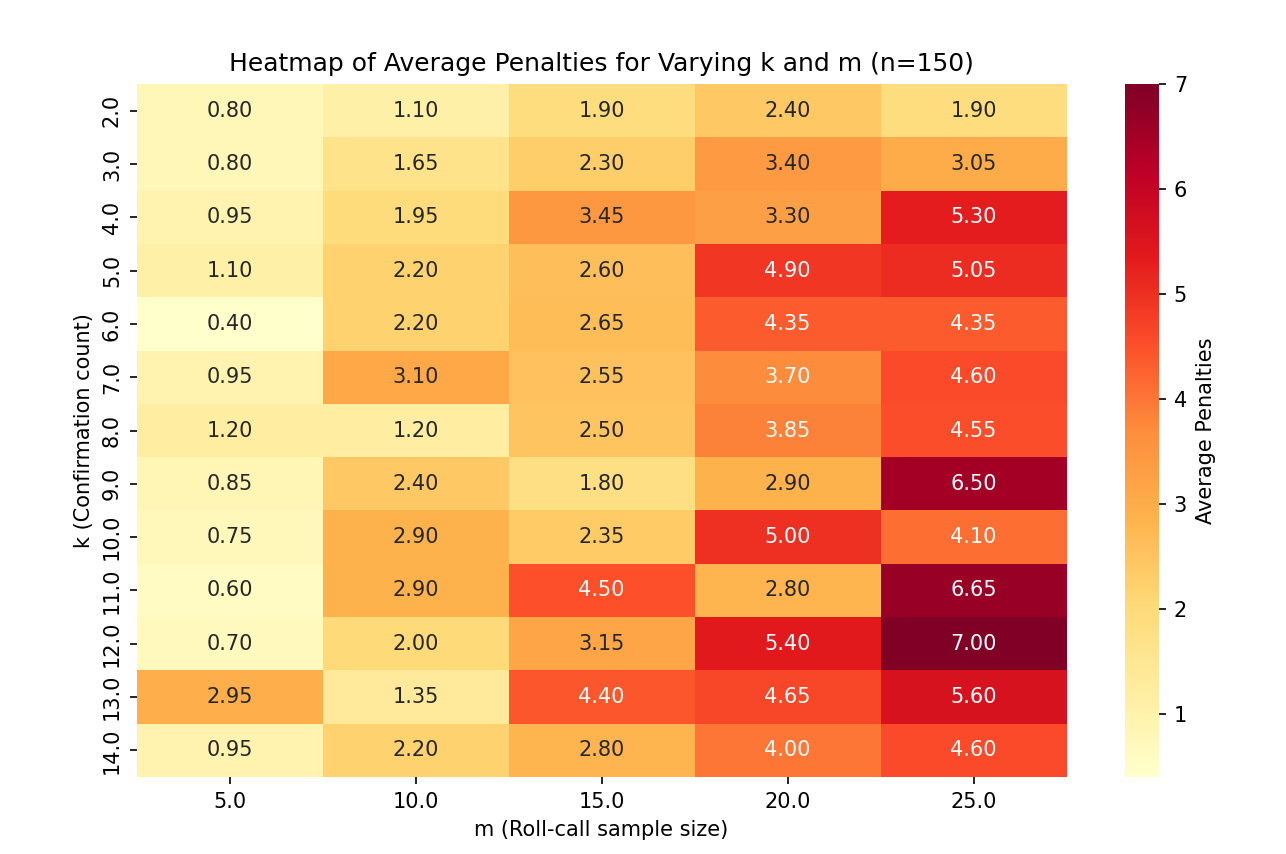 Heatmap of Average Penalties for Varying k and m (n=150)
k (Confirmation count)
2.0 0.80 1.10 1.90 2.40 1.90
3.0 0.80 1.65 2.30 3.40 3.05
4.0 0.95 1.95 3.45 3.30 5.30
5.0 1.10 2.20 2.60 4.90 5.05
6.0 0.40 2.20 2.65 4.35 4.35
7.0 0.95 3.10 2.55 3.70 4.60
8.0 1.20 1.20 2.50 3.85 4.55
9.0 0.85 2.40 1.80 2.90 6.50
10.0 0.75 2.90 2.35 5.00 4.10
11.0 0.60 2.90 4.50 2.80 6.65
12.0 0.70 2.00 3.15 5.40 7.00
13.0 2.95 1.35 4.40 4.65 5.60
14.0 0.95 2.20 2.80 4.00 4.60
5.0 10.0 15.0 20.0 25.0
m (Roll-call sample size)
7
6
5
4
3
2
1
Average Penalties